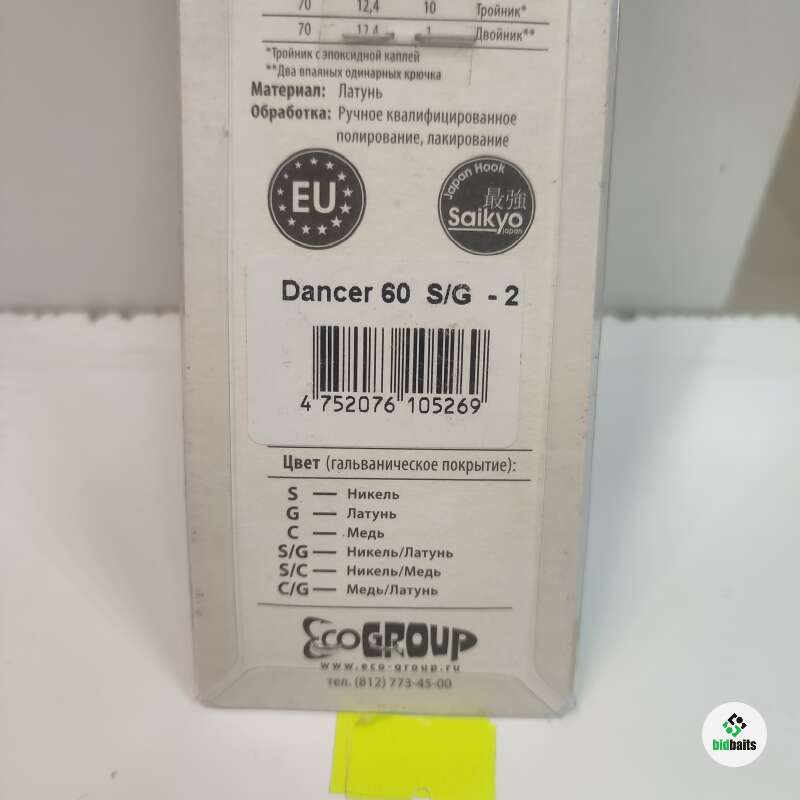 70 12,4 10 Тройник*
70 12,4 1 Двойник**
*Тройник с эпоксидной каплей
**Два впаяных одинарных крючка
Материал: Латунь
Обработка: Ручное квалифицированное
полирование, лакирование
EU
Japan Hook
最強
Saikyo
Japan
Dancer 60 S/G - 2
4 752076 105269
Цвет (гальваническое покрытие):
S — Никель
G — Латунь
C — Медь
S/G — Никель/Латунь
S/C — Никель/Медь
C/G — Медь/Латунь
ECOGROUP
www.eco-group.ru
тел. (812) 773-45-00
bidbaits